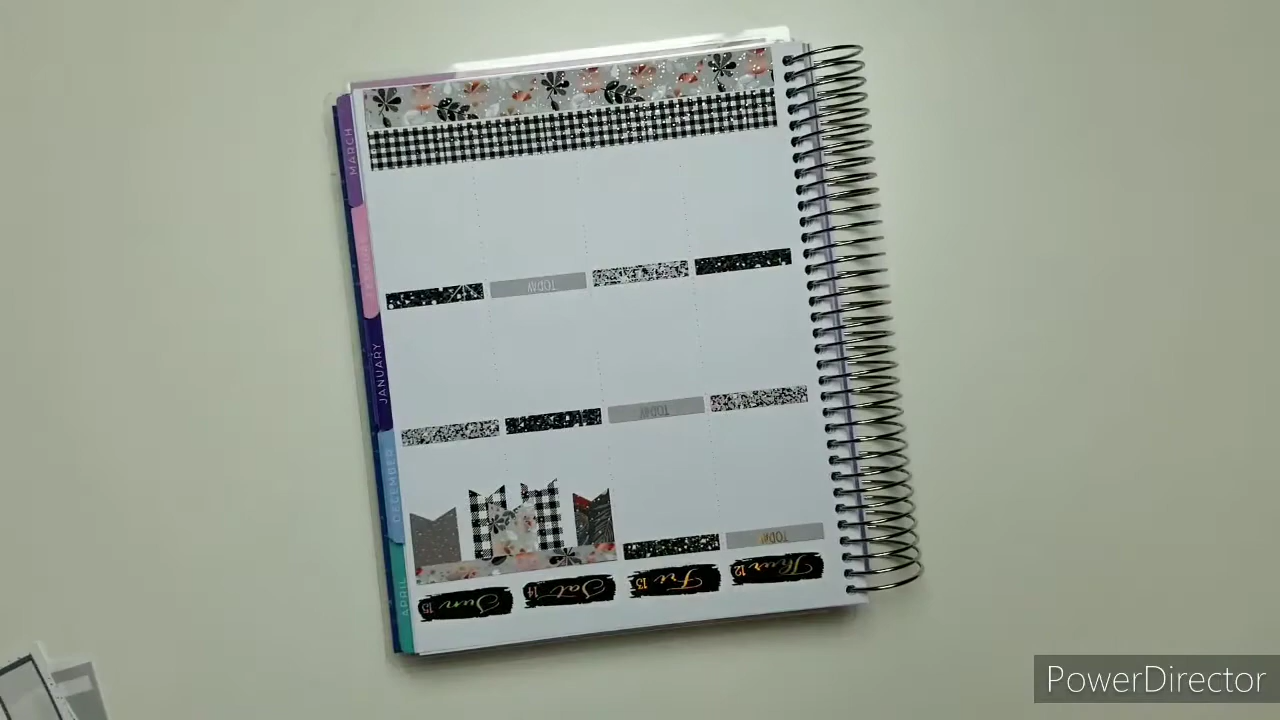 MARCH
JANUARY
DECEMBER
APRIL
TODAY
TODAY
TODAY
Thur 12
Fri 13
Sat 14
Sun 15
PowerDirector